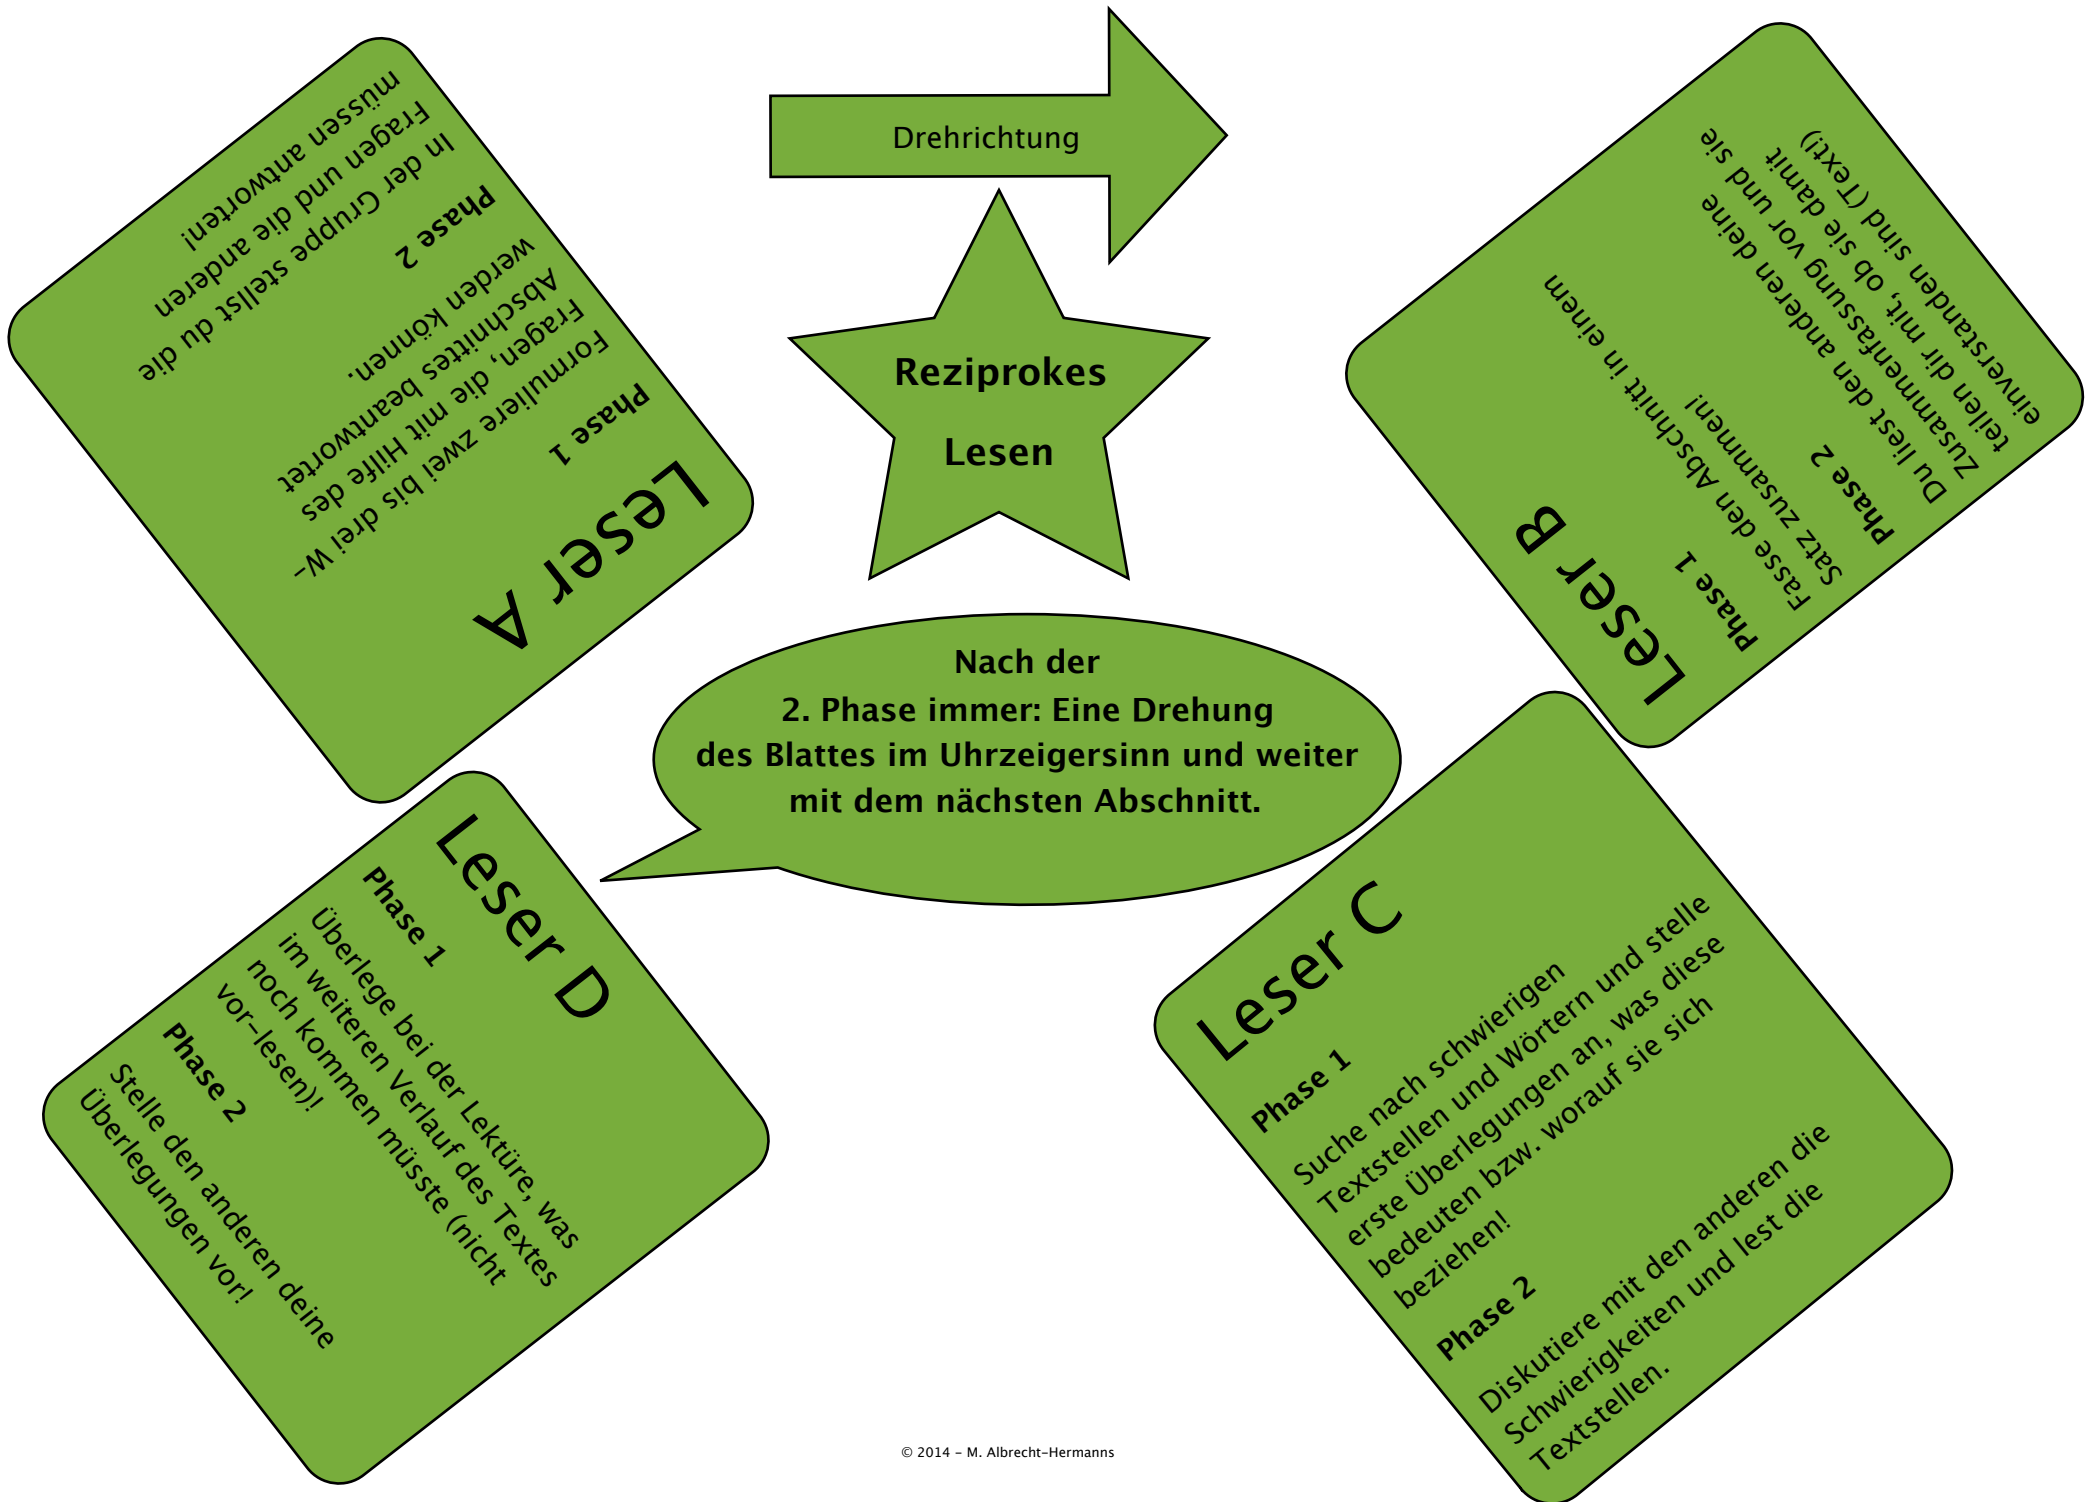 Drehrichtung
Reziprokes
Lesen
Nach der
2. Phase immer: Eine Drehung
des Blattes im Uhrzeigersinn und weiter
mit dem nächsten Abschnitt.
Leser A
Phase 1
Formuliere zwei bis drei W-
Fragen, die mit Hilfe des
Abschnittes beantwortet
werden können.
Phase 2
In der Gruppe stellst du die
Fragen und die anderen
müssen antworten!
Leser B
Phase 1
Fasse den Abschnitt in einem
Satz zusammen!
Phase 2
Du liest den anderen deine
Zusammenfassung vor und sie
teilen dir mit, ob sie damit
einverstanden sind (Text!)
Leser C
Phase 1
Suche nach schwierigen
Textstellen und Wörtern und stelle
erste Überlegungen an, was diese
bedeuten bzw. worauf sie sich
beziehen!
Phase 2
Diskutiere mit den anderen die
Schwierigkeiten und lest die
Textstellen.
Leser D
Phase 1
Überlege bei der Lektüre, was
im weiteren Verlauf des Textes
noch kommen müsste (nicht
vor-lesen)!
Phase 2
Stelle den anderen deine
Überlegungen vor!
© 2014 - M. Albrecht-Hermanns